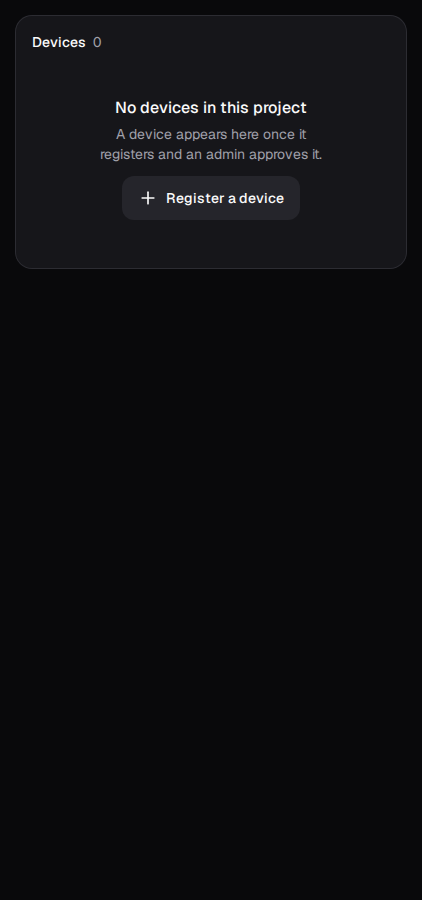 Devices 0
No devices in this project
A device appears here once it
registers and an admin approves it.
Register a device